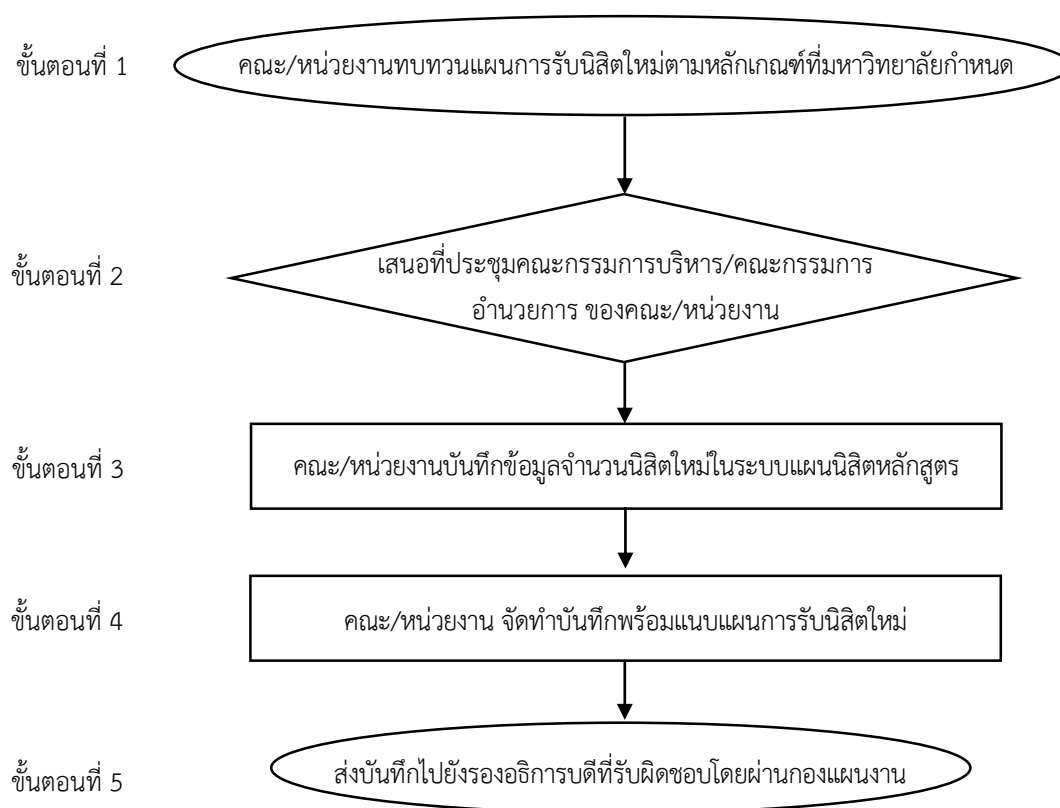 ขั้นตอนที่ 1
คณะ/หน่วยงานทบทวนแผนการรับนิสิตใหม่ตามหลักเกณฑ์ที่มหาวิทยาลัยกำหนด
ขั้นตอนที่ 2
เสนอที่ประชุมคณะกรรมการบริหาร/คณะกรรมการ
อำนวยการ ของคณะ/หน่วยงาน
ขั้นตอนที่ 3
คณะ/หน่วยงานบันทึกข้อมูลจำนวนนิสิตใหม่ในระบบแผนนิสิตหลักสูตร
ขั้นตอนที่ 4
คณะ/หน่วยงาน จัดทำบันทึกพร้อมแนบแผนการรับนิสิตใหม่
ขั้นตอนที่ 5
ส่งบันทึกไปยังรองอธิการบดีที่รับผิดชอบโดยผ่านกองแผนงาน